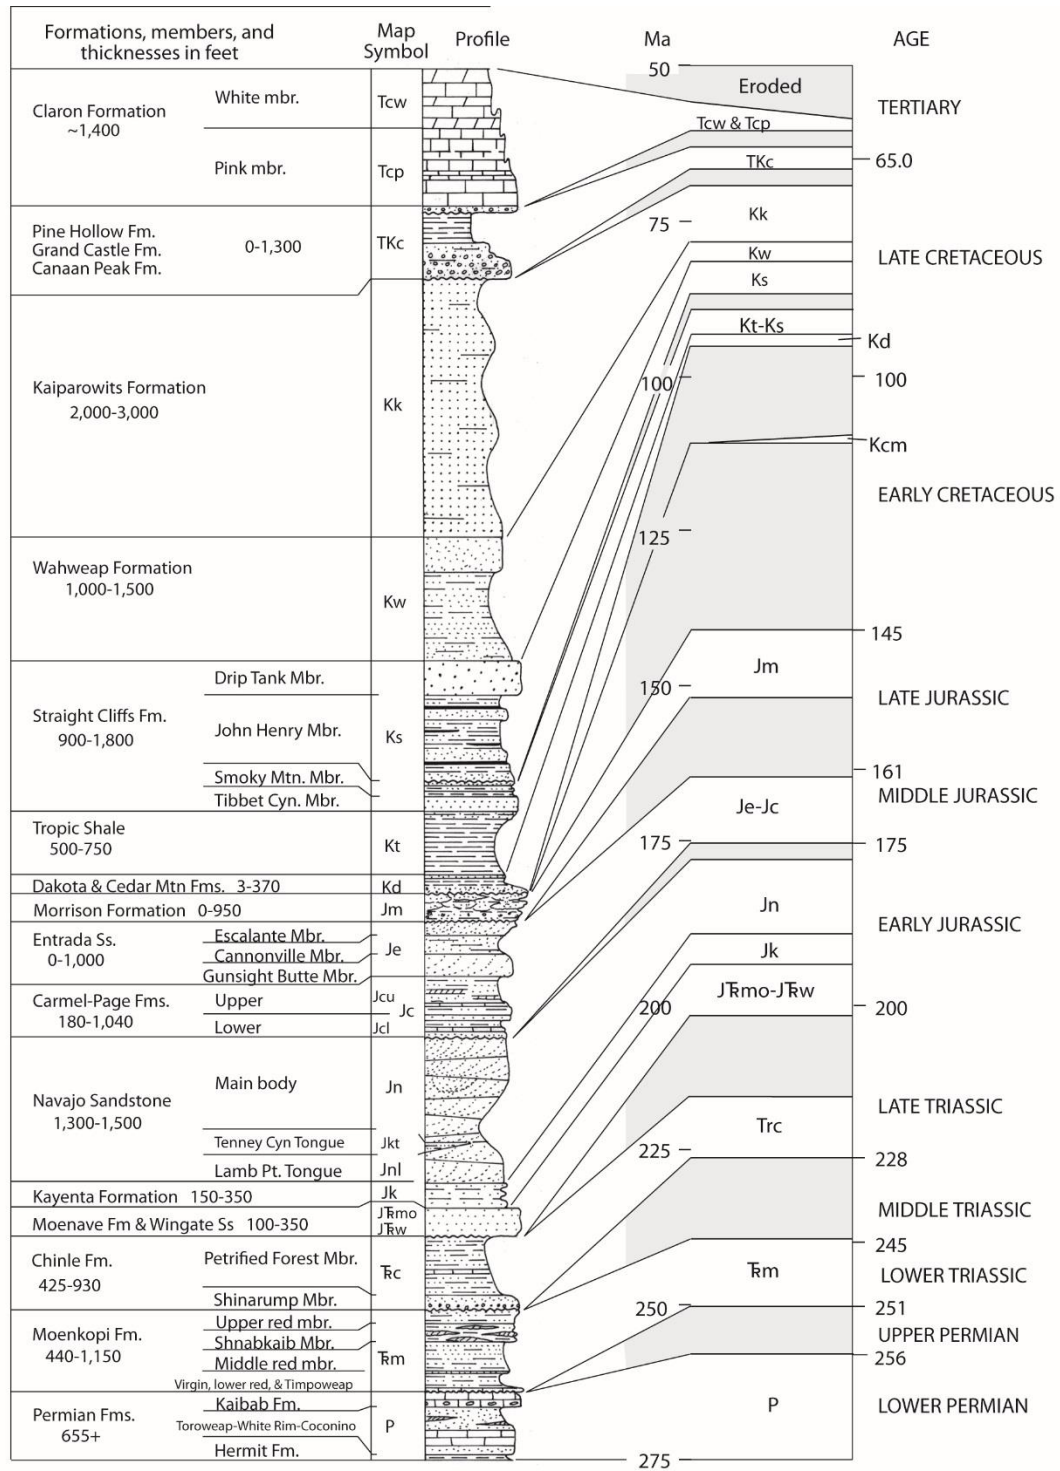 Formations, members, and
thicknesses in feet
Map
Symbol
Profile
Ma
AGE
Claron Formation
~1,400
White mbr.
Tcw
Pink mbr.
Tcp
Pine Hollow Fm.
Grand Castle Fm.
Canaan Peak Fm.
0-1,300
TKc
Kaiparowits Formation
2,000-3,000
Kk
Wahweap Formation
1,000-1,500
Kw
Straight Cliffs Fm.
900-1,800
Drip Tank Mbr.
John Henry Mbr.
Smoky Mtn. Mbr.
Tibbet Cyn. Mbr.
Ks
Tropic Shale
500-750
Kt
Dakota & Cedar Mtn Fms. 3-370
Kd
Morrison Formation 0-950
Jm
Entrada Ss.
0-1,000
Escalante Mbr.
Cannonville Mbr.
Gunsight Butte Mbr.
Je
Carmel-Page Fms.
180-1,040
Upper
Lower
Jcu
Jc
Jcl
Navajo Sandstone
1,300-1,500
Main body
Jn
Tenney Cyn Tongue
Jkt
Lamb Pt. Tongue
Jnl
Kayenta Formation 150-350
Jk
Moenave Fm & Wingate Ss 100-350
JTRmo
JTRw
Chinle Fm.
425-930
Petrified Forest Mbr.
Shinarump Mbr.
TRc
Moenkopi Fm.
440-1,150
Upper red mbr.
Shnabkaib Mbr.
Middle red mbr.
Virgin, lower red, & Timpoweap
TRm
Permian Fms.
655+
Kaibab Fm.
Toroweap-White Rim-Coconino
Hermit Fm.
P
50
75
100
125
150
175
200
225
250
275
Eroded
Tcw & Tcp
TKc
Kk
Kw
Ks
Kt-Ks
Jm
Je-Jc
Jn
Jk
JTRmo-JTRw
Trc
TRm
P
TERTIARY
65.0
LATE CRETACEOUS
Kd
100
Kcm
EARLY CRETACEOUS
145
LATE JURASSIC
161
MIDDLE JURASSIC
175
EARLY JURASSIC
200
LATE TRIASSIC
228
MIDDLE TRIASSIC
245
LOWER TRIASSIC
251
UPPER PERMIAN
256
LOWER PERMIAN